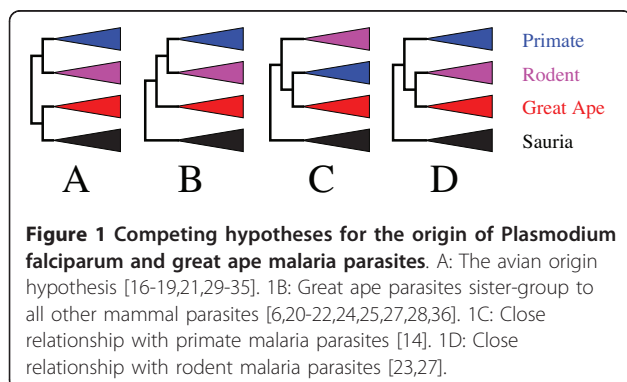 Primate
Rodent
Great Ape
Sauria
A B C D
Figure 1 Competing hypotheses for the origin of Plasmodium
falciparum and great ape malaria parasites. A: The avian origin
hypothesis [16-19,21,29-35]. 1B: Great ape parasites sister-group to
all other mammal parasites [6,20-22,24,25,27,28,36]. 1C: Close
relationship with primate malaria parasites [14]. 1D: Close
relationship with rodent malaria parasites [23,27].